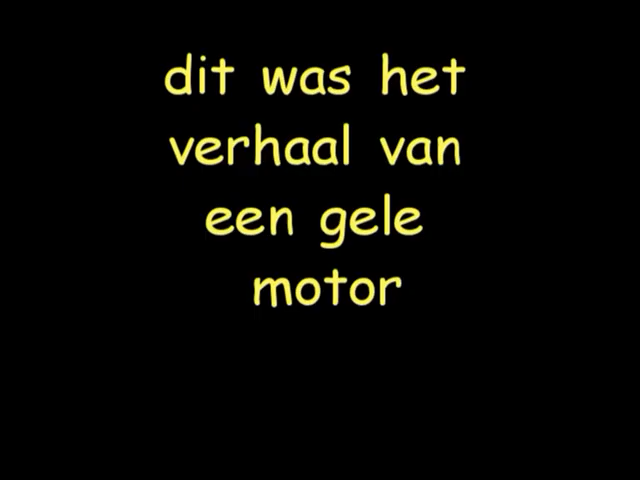 dit was het
verhaal van
een gele
motor